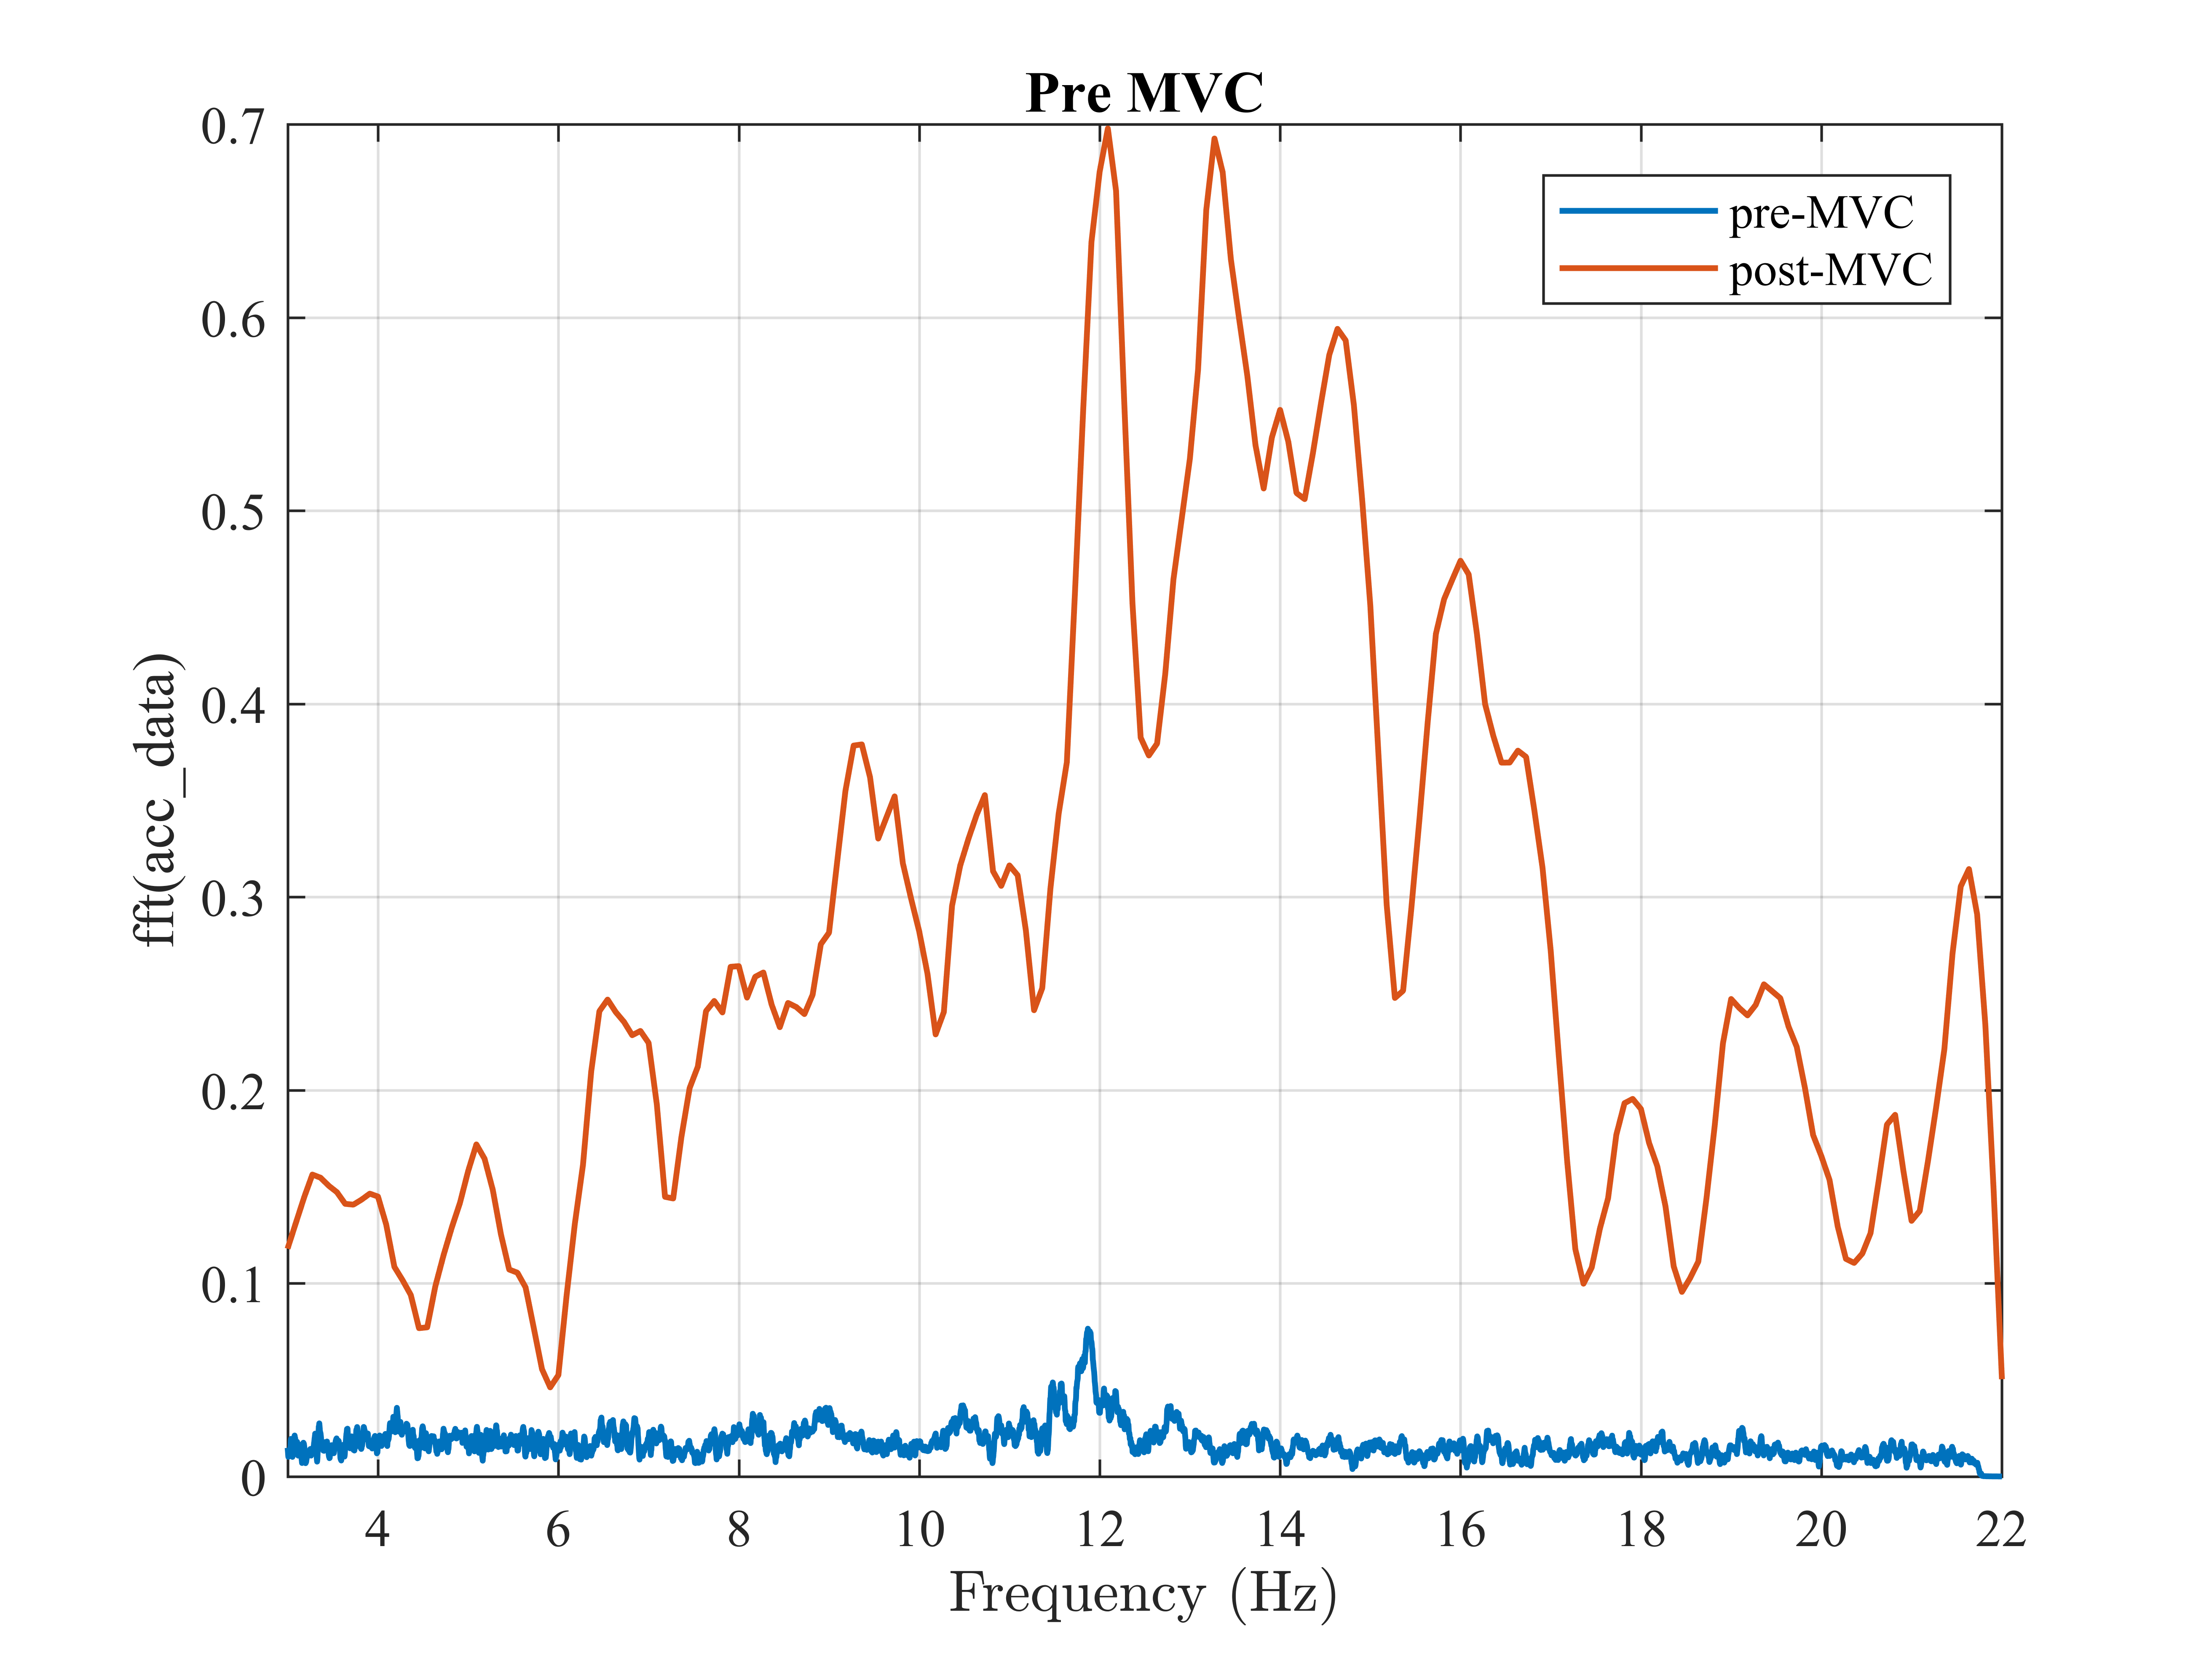 Pre MVC
0.7
0.6
0.5
0.4
0.3
0.2
0.1
0
fft(acc_data)
pre-MVC
post-MVC
4 6 8 10 12 14 16 18 20 22
Frequency (Hz)